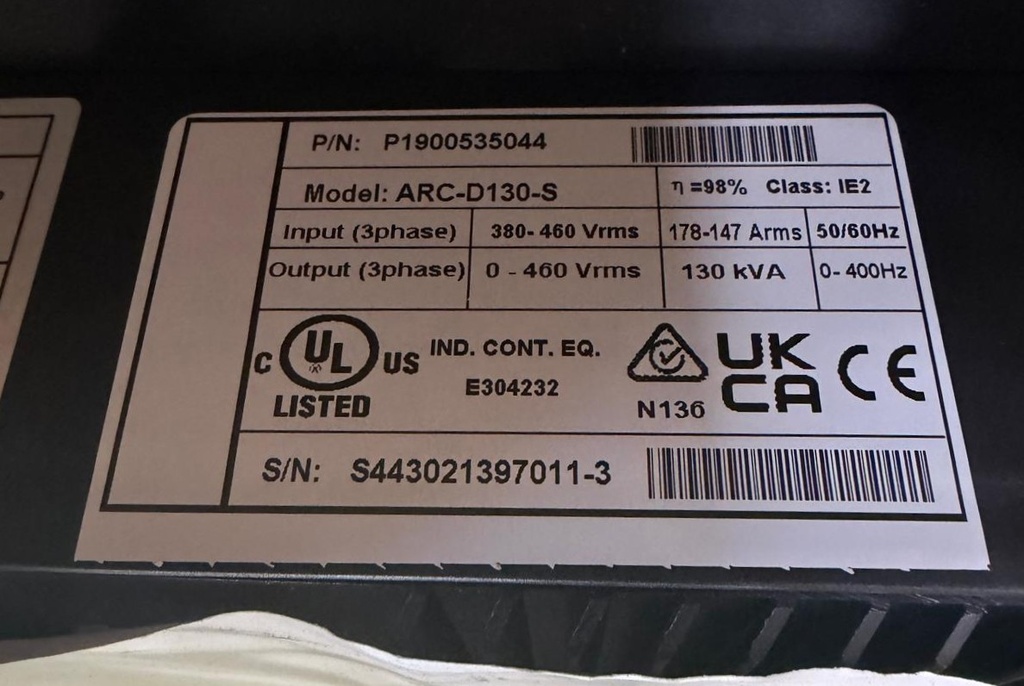 P/N: P1900535044
Model: ARC-D130-S η =98% Class: IE2
Input (3phase) 380- 460 Vrms 178-147 Arms 50/60Hz
Output (3phase) 0 - 460 Vrms 130 kVA 0- 400Hz
C UL US IND. CONT. EQ. UK
E304232 CA CE
LISTED N136
S/N: S443021397011-3